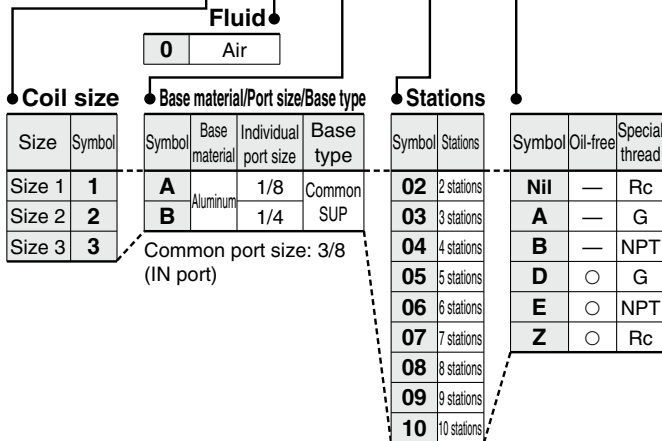 Fluid
0 Air
Coil size
Size Symbol
Size 1 1
Size 2 2
Size 3 3
Base material/Port size/Base type
Symbol Base material Individual port size Base type
A Aluminum 1/8 Common SUP
B 1/4
Common port size: 3/8
(IN port)
Stations
Symbol Stations
02 2 stations
03 3 stations
04 4 stations
05 5 stations
06 6 stations
07 7 stations
08 8 stations
09 9 stations
10 10 stations
Symbol Oil-free Special thread
Nil — Rc
A — G
B — NPT
D ○ G
E ○ NPT
Z ○ Rc